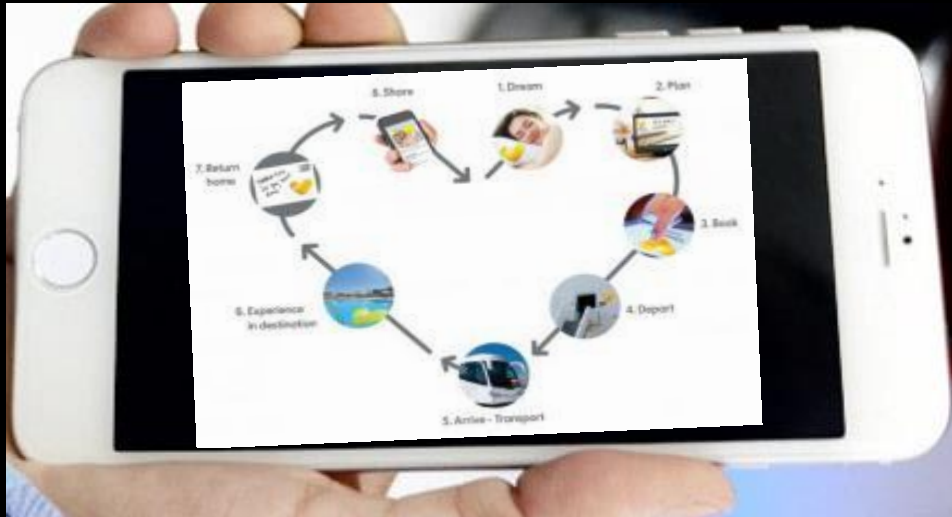 1. Dream
2. Plan
3. Book
4. Depart
5. Arrive - Transport
6. Experience
in destination
7. Return
home
8. Share